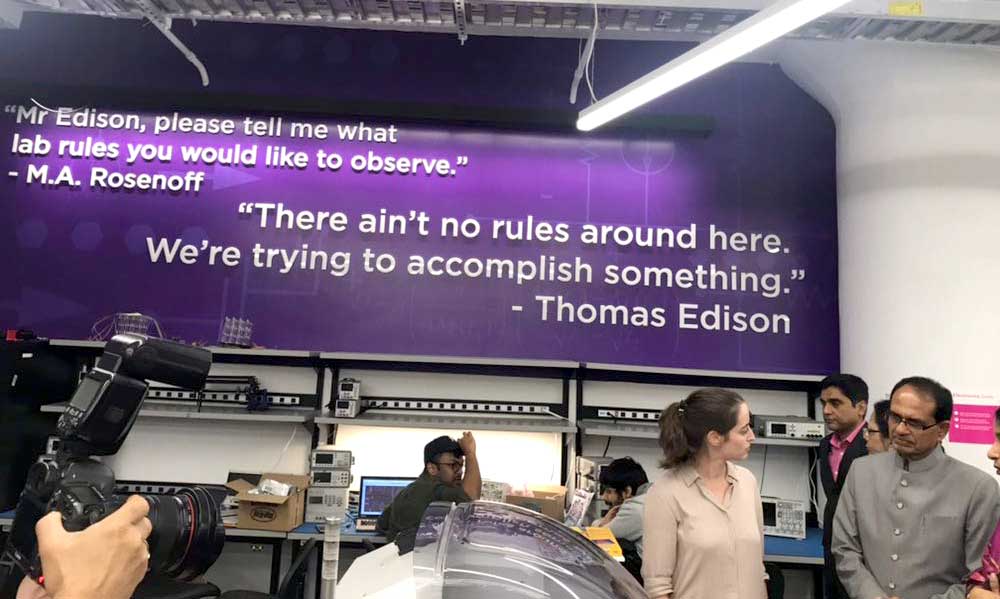 “Mr Edison, please tell me what
lab rules you would like to observe.”
- M.A. Rosenoff
“There ain’t no rules around here.
We’re trying to accomplish something.”
- Thomas Edison